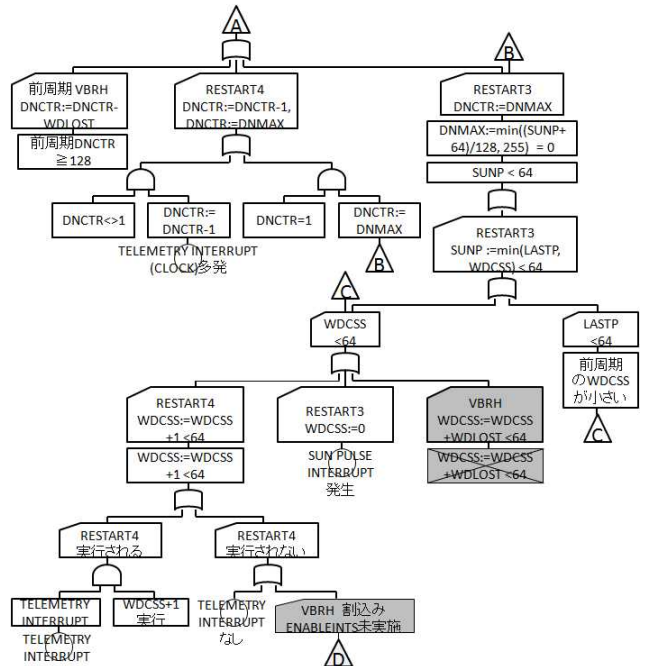 A
B
前周期 VBRH
DNCTR:=DNCTR-
WDLOST
RESTART4
DNCTR:=DNCTR-1,
DNCTR:=DNMAX
RESTART3
DNCTR:=DNMAX
前周期DNCTR
≧128
DNMAX:=min((SUNP+
64)/128, 255) = 0
SUNP < 64
DNCTR<>1
DNCTR:=
DNCTR-1
DNCTR=1
DNCTR:=
DNMAX
TELEMETRY INTERRUPT
(CLOCK)多発
B
RESTART3
SUNP :=min(LASTP,
WDCSS) < 64
C
WDCSS
<64
LASTP
<64
前周期
のWDCSS
が小さい
C
RESTART4
WDCSS:=WDCSS
+1 <64
RESTART3
WDCSS:=0
VBRH
WDCSS:=WDCSS
+WDLOST <64
WDCSS:=WDCSS
+1 <64
SUN PULSE
INTERRUPT
発生
WDCSS:=WDCSS
+WDLOST <64
RESTART4
実行される
RESTART4
実行されない
TELEMETRY
INTERRUPT
WDCSS+1
実行
TELEMETRY
INTERRUPT
なし
VBRH 割込み
ENABLEINTS未実施
TELEMETRY
INTERRUPT
D